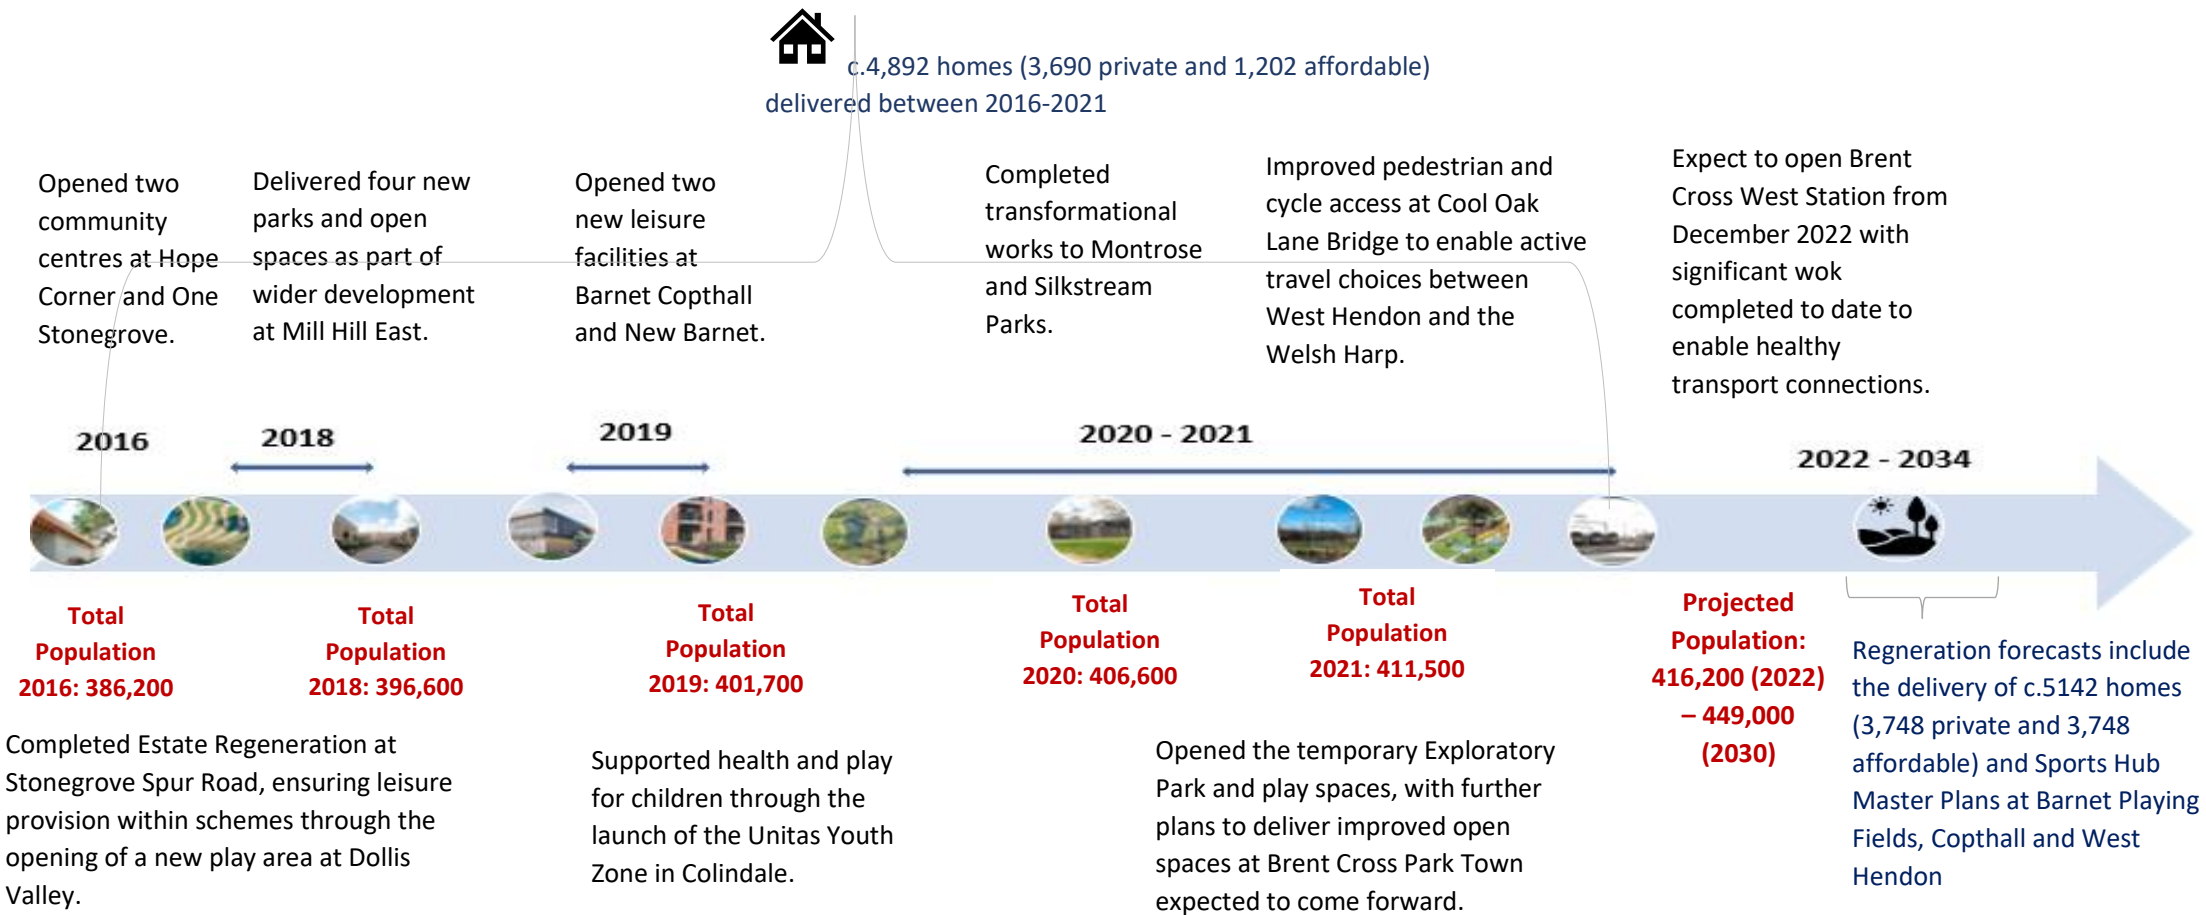 c.4,892 homes (3,690 private and 1,202 affordable)
delivered between 2016-2021
Opened two
community
centres at Hope
Corner and One
Stonegrove.
Delivered four new
parks and open
spaces as part of
wider development
at Mill Hill East.
Opened two
new leisure
facilities at
Barnet Copthall
and New Barnet.
Completed
transformational
works to Montrose
and Silkstream
Parks.
Improved pedestrian and
cycle access at Cool Oak
Lane Bridge to enable active
travel choices between
West Hendon and the
Welsh Harp.
Expect to open Brent
Cross West Station from
December 2022 with
significant wok
completed to date to
enable healthy
transport connections.
2016
2018
2019
2020 - 2021
2022 - 2034
Total
Population
2016: 386,200
Total
Population
2018: 396,600
Total
Population
2019: 401,700
Total
Population
2020: 406,600
Total
Population
2021: 411,500
Projected
Population:
416,200 (2022)
– 449,000
(2030)
Regneration forecasts include
the delivery of c.5142 homes
(3,748 private and 3,748
affordable) and Sports Hub
Master Plans at Barnet Playing
Fields, Copthall and West
Hendon
Completed Estate Regeneration at
Stonegrove Spur Road, ensuring leisure
provision within schemes through the
opening of a new play area at Dollis
Valley.
Supported health and play
for children through the
launch of the Unitas Youth
Zone in Colindale.
Opened the temporary Exploratory
Park and play spaces, with further
plans to deliver improved open
spaces at Brent Cross Park Town
expected to come forward.